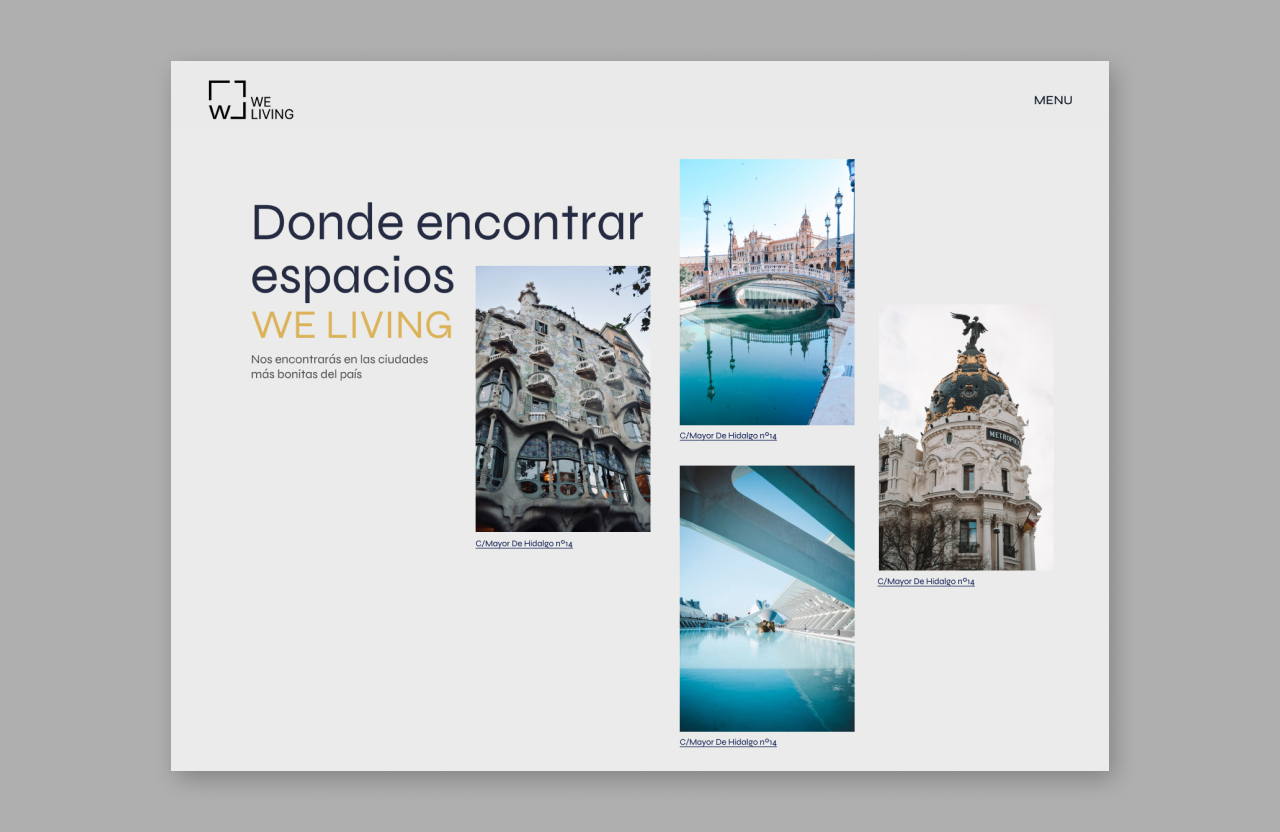 W
WE
LIVING
MENU
Donde encontrar
espacios
WE LIVING
Nos encontrarás en las ciudades
más bonitas del país
C/Mayor De Hidalgo nº14
METROPOLIS
C/Mayor De Hidalgo nº14
C/Mayor De Hidalgo nº14
C/Mayor De Hidalgo nº14